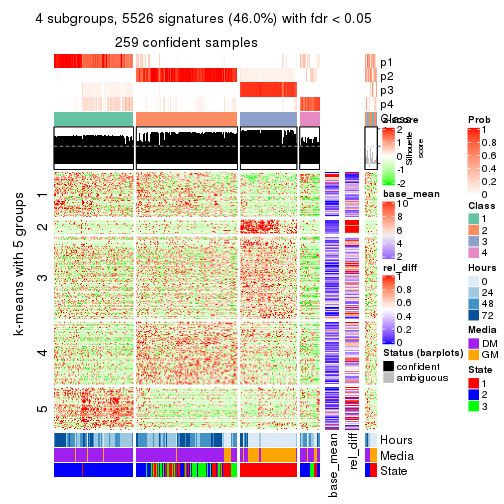 4 subgroups, 5526 signatures (46.0%) with fdr < 0.05
259 confident samples
p1
p2
p3
p4
Class
Silhouette
score
k-means with 5 groups
1
2
3
4
5
Hours
Media
State
base_mean
rel_diff
z-score
2
1
0
-1
-2
base_mean
10
8
6
4
2
rel_diff
1
0.8
0.6
0.4
0.2
0
Status (barplots)
confident
ambiguous
Prob
1
0.8
0.6
0.4
0.2
0
Class
1
2
3
4
Hours
0
24
48
72
Media
DM
GM
State
1
2
3